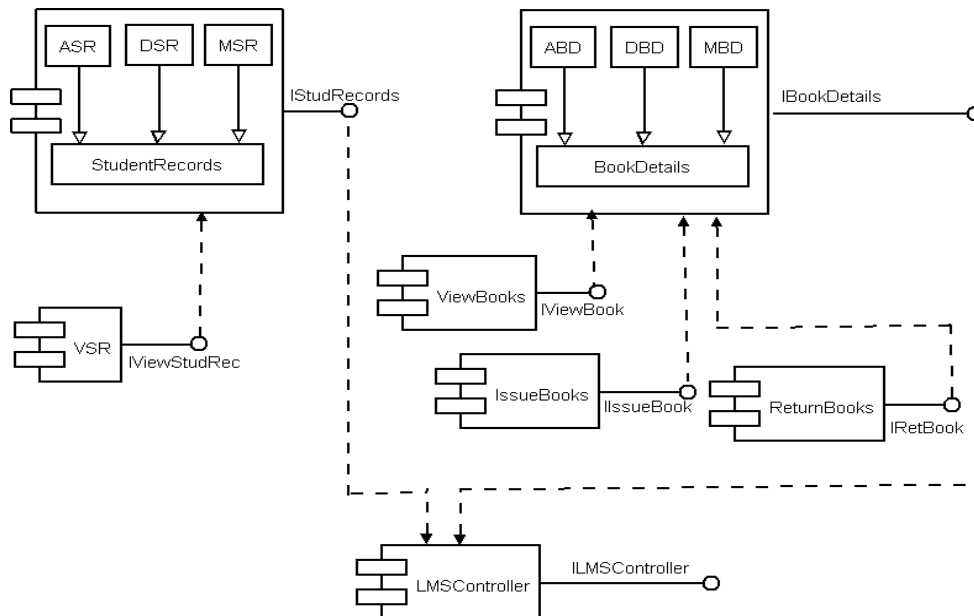 ASR
DSR
MSR
StudentRecords
IStudRecords
ABD
DBD
MBD
BookDetails
IBookDetails
VSR
IViewStudRec
ViewBooks
IViewBook
IssueBooks
IIssueBook
ReturnBooks
IRetBook
LMSController
ILMSController